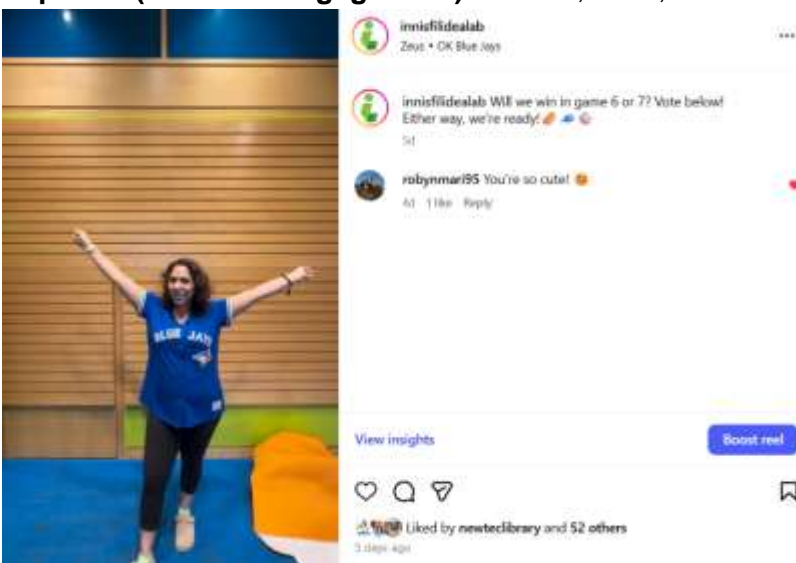 innisfilidealab
Zeus • OK Blue Jays
innisfilidealab Will we win in game 6 or 7? Vote below!
Either way, we're ready!
5d
robynmari95 You're so cute!
4d 1 like Reply
BLUE JAYS
View insights
Boost reel
Liked by newteclibrary and 52 others
5 days ago